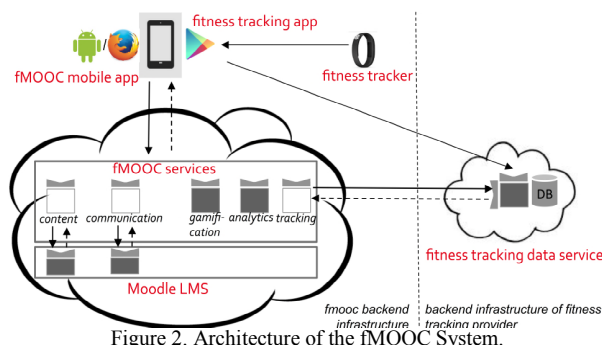 fitness tracking app
/
fMOOC mobile app
fitness tracker
fMOOC services
content
communication
gamifi-
cation
analytics
tracking
DB
fitness tracking data service
Moodle LMS
fmooc backend
infrastructure
backend infrastructure of fitness
tracking provider
Figure 2. Architecture of the fMOOC System.